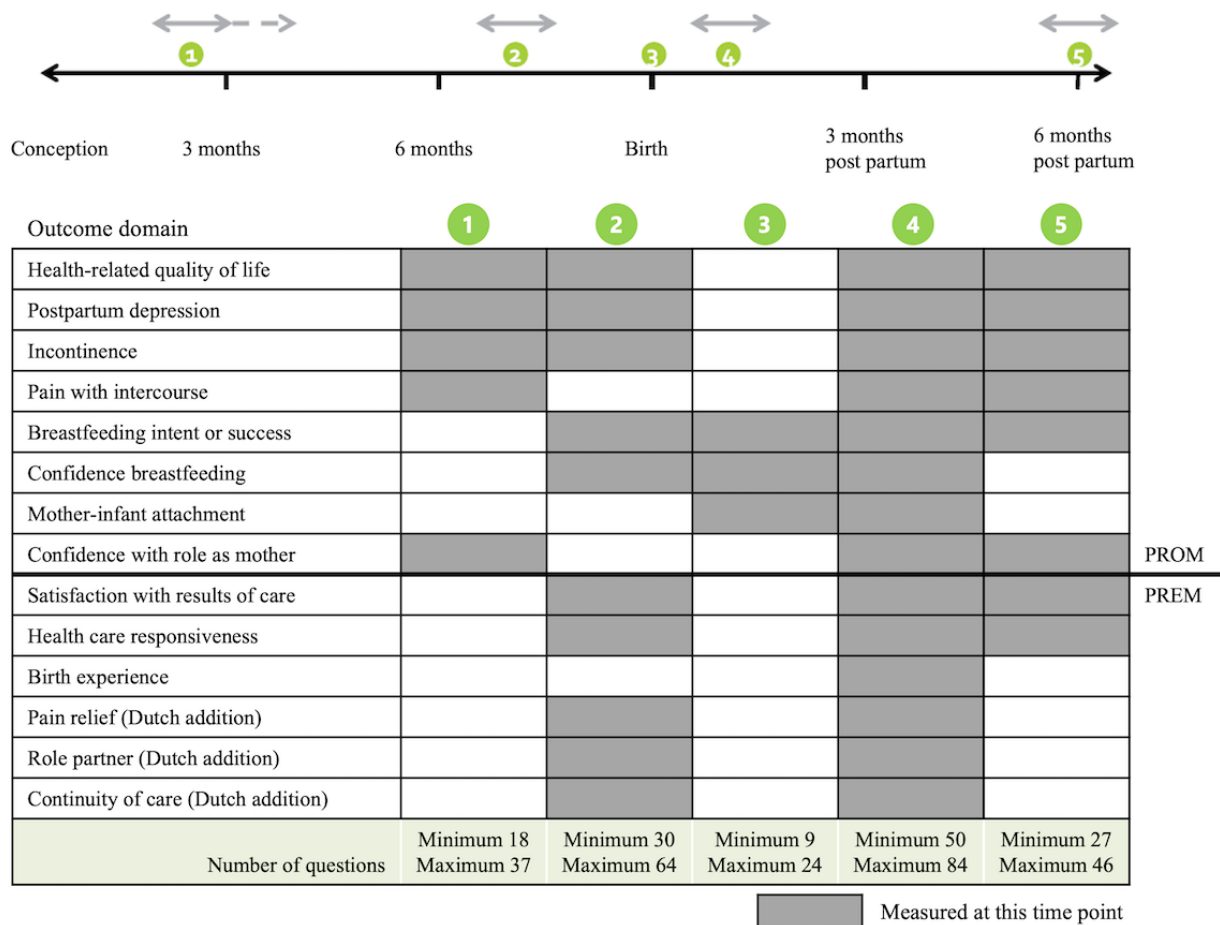 1 2 3 4 5
Conception 3 months 6 months Birth 3 months post partum 6 months post partum
Outcome domain 1 2 3 4 5
Health-related quality of life
Postpartum depression
Incontinence
Pain with intercourse
Breastfeeding intent or success
Confidence breastfeeding
Mother-infant attachment
Confidence with role as mother PROM
Satisfaction with results of care PREM
Health care responsiveness
Birth experience
Pain relief (Dutch addition)
Role partner (Dutch addition)
Continuity of care (Dutch addition)
Minimum 18 Minimum 30 Minimum 9 Minimum 50 Minimum 27
Number of questions Maximum 37 Maximum 64 Maximum 24 Maximum 84 Maximum 46
Measured at this time point